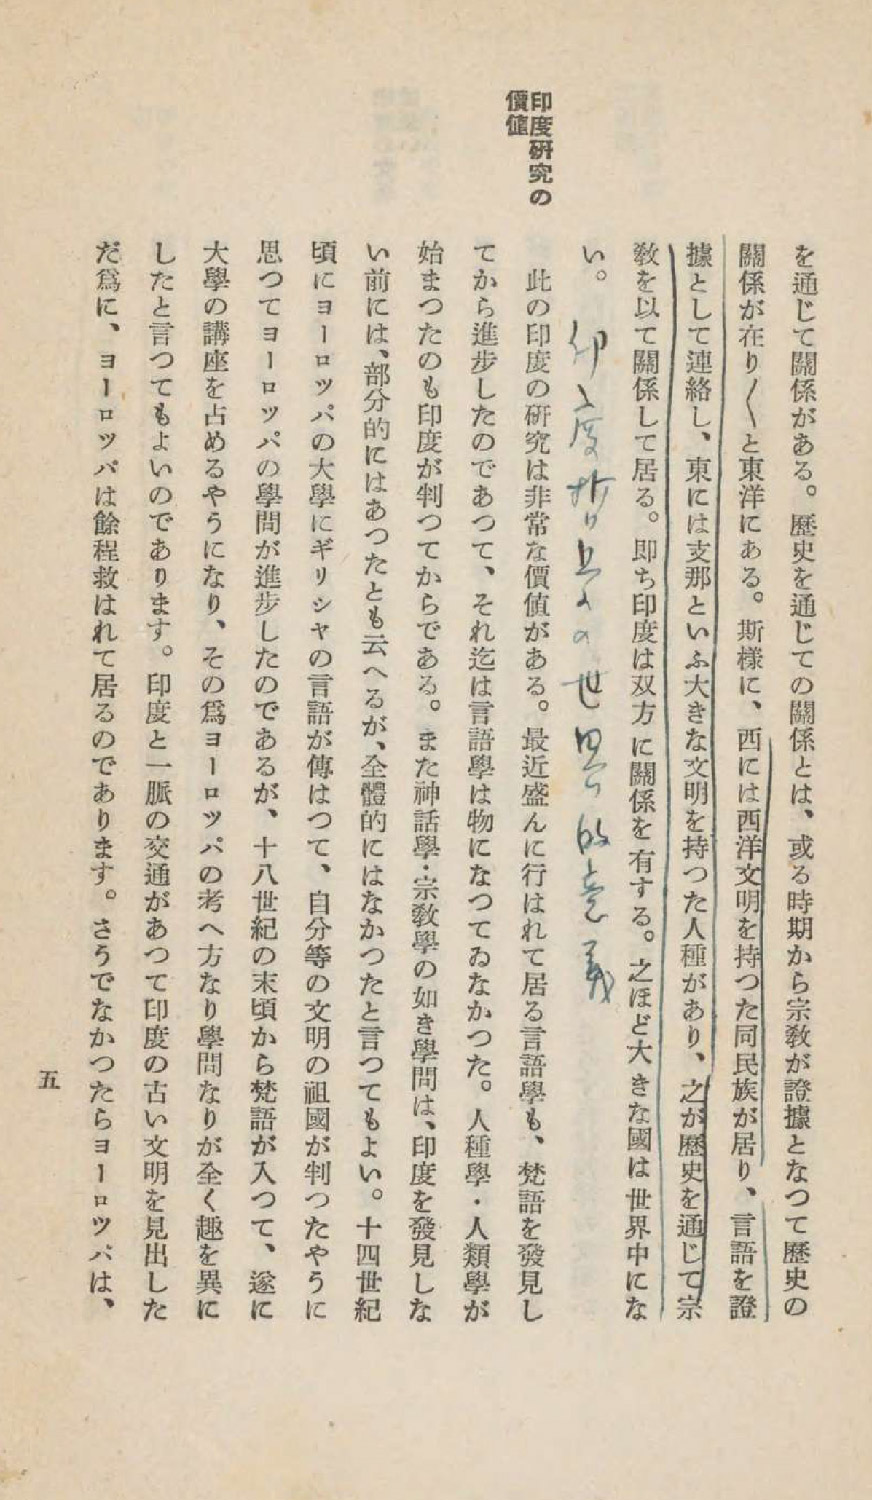 を通じて關係がある。歷史を通じての關係とは、或る時期から宗敎が證據となつて歷史の
關係が在り〱と東洋にある。斯樣に、西には西洋文明を持つた同民族が居り、言語を證
據として連絡し、東には支那といふ大きな文明を持つた人種があり、之が歷史を通じて宗
敎を以て關係して居る。卽ち印度は双方に關係を有する。之ほど大きな國は世界中にな
い。
の世界的意義
印度硏究の
價値
此の印度の硏究は非常な價値がある。最近盛んに行はれて居る言語學も、梵語を發見し
てから進步したのであつて、それ迄は言語學は物になつてゐなかつた。人種學・人類學が
始まつたのも印度が判つてからである。また神話學・宗敎學の如き學問は、印度を發見しな
い前には、部分的にはあつたとも云へるが、全體的にはなかつたと言つてもよい。十四世紀
頃にヨーロツパの大學にギリシヤの言語が傳はつて、自分等の文明の祖國が判つたやうに
思つてヨーロツパの學問が進步したのであるが、十八世紀の末頃から梵語が入つて、遂に
大學の講座を占めるやうになり、その爲ヨーロツパの考へ方なり學問なりが全く趣を異に
したと言つてもよいのであります。印度と一脈の交通があつて印度の古い文明を見出した
だ爲に、ヨーロツパは餘程救はれて居るのであります。さうでなかつたらヨーロツパは、
五